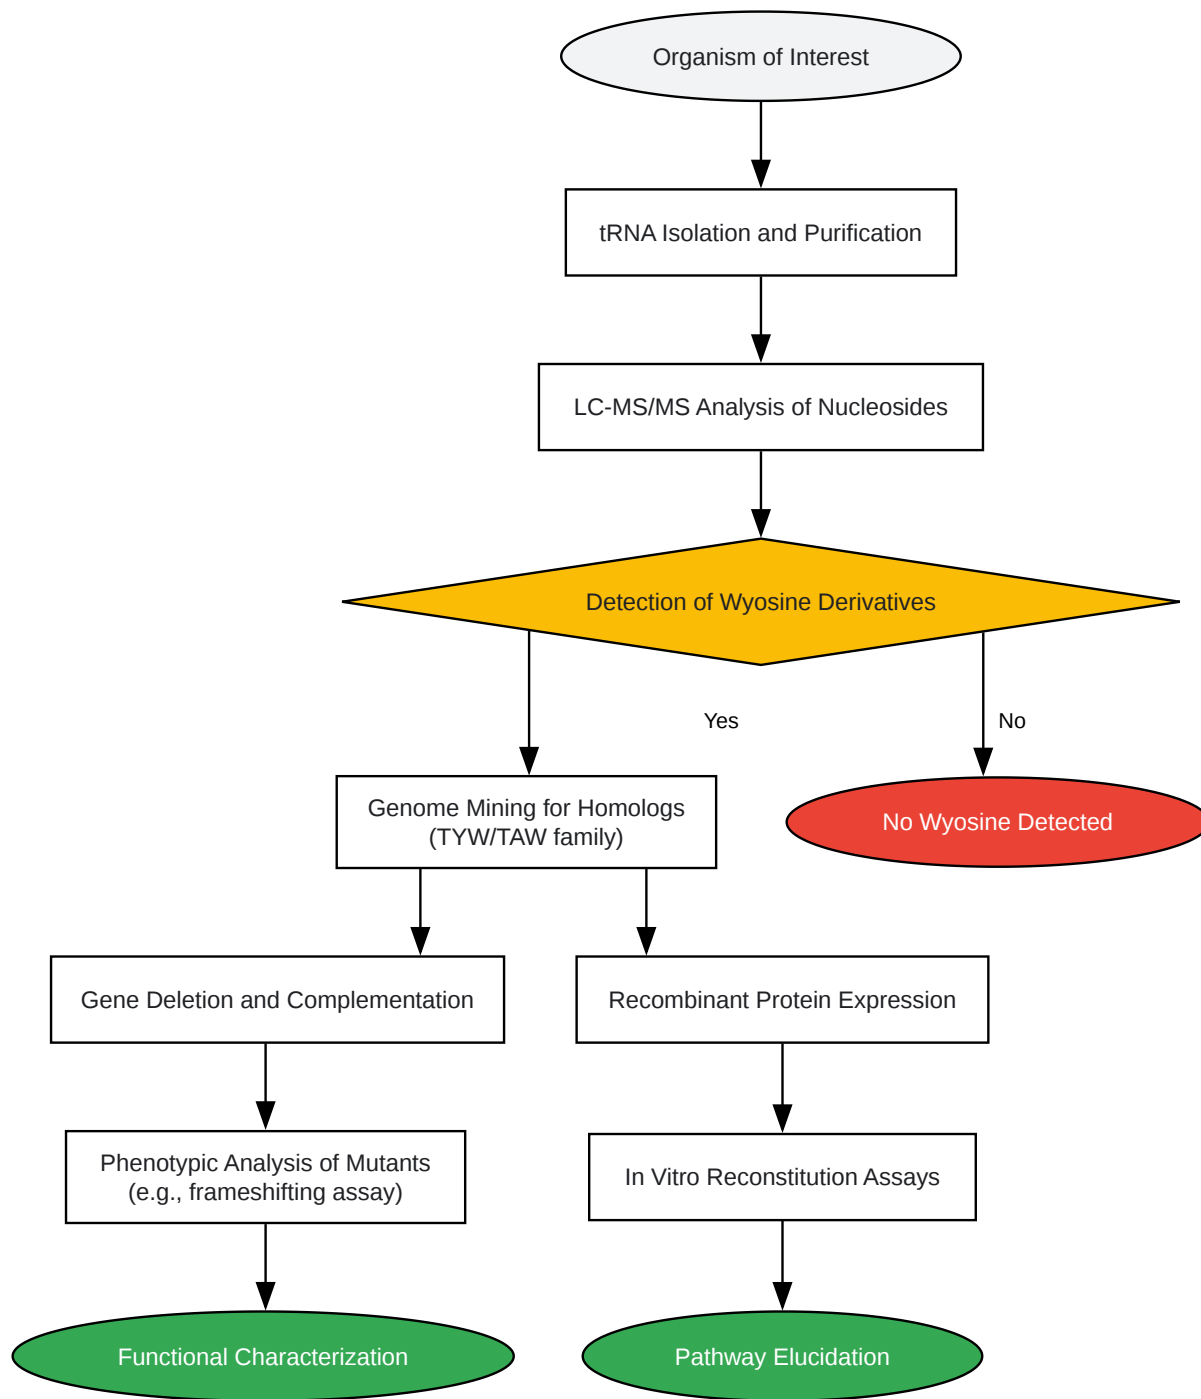 Organism of Interest
tRNA Isolation and Purification
LC-MS/MS Analysis of Nucleosides
Detection of Wyosine Derivatives
Yes
No
Genome Mining for Homologs
(TYW/TAW family)
No Wyosine Detected
Gene Deletion and Complementation
Recombinant Protein Expression
Phenotypic Analysis of Mutants
(e.g., frameshifting assay)
In Vitro Reconstitution Assays
Functional Characterization
Pathway Elucidation